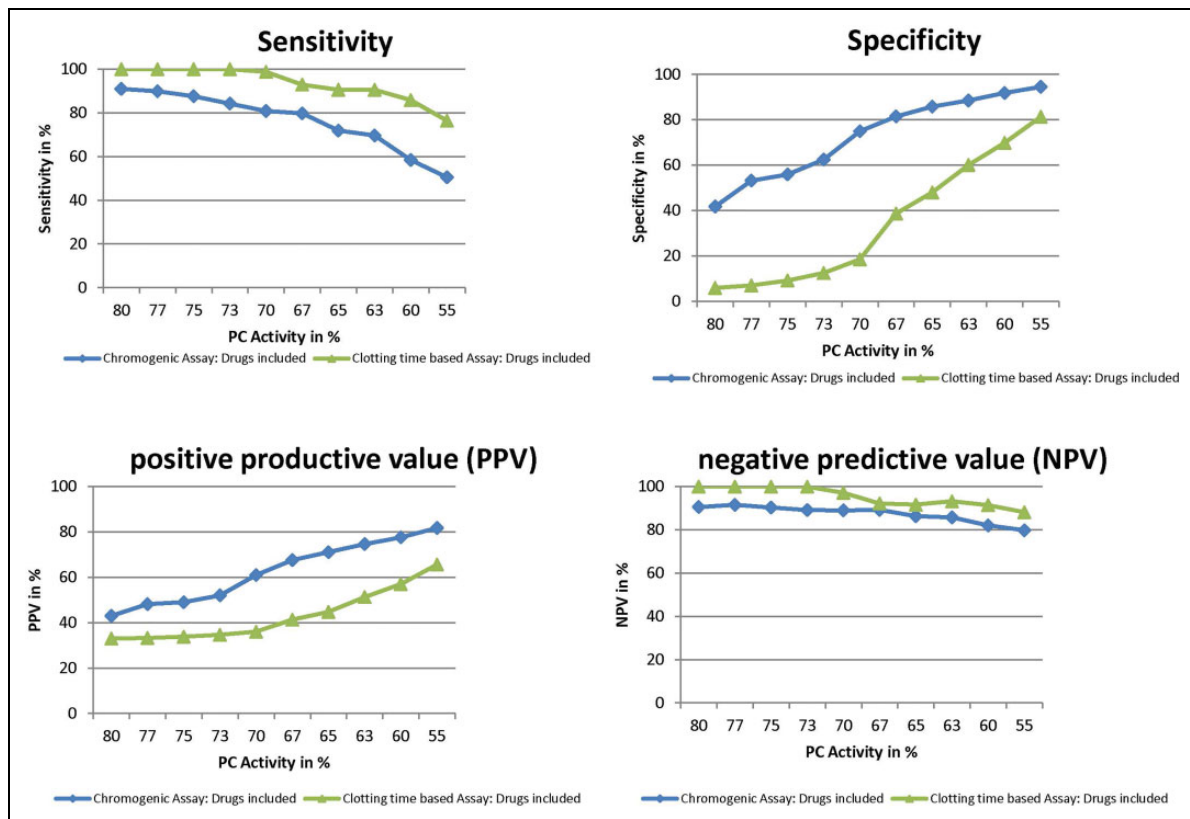 Sensitivity
100
80
60
40
20
0
Sensitivity in %
80 77 75 73 70 67 65 63 60 55
PC Activity in %
Chromogenic Assay: Drugs included Clotting time based Assay: Drugs included
Specificity
100
80
60
40
20
0
Specificity in %
80 77 75 73 70 67 65 63 60 55
PC Activity in %
Chromogenic Assay: Drugs included Clotting time based Assay: Drugs included
positive productive value (PPV)
100
80
60
40
20
0
PPV in %
80 77 75 73 70 67 65 63 60 55
PC Activity in %
Chromogenic Assay: Drugs included Clotting time based Assay: Drugs included
negative predictive value (NPV)
100
80
60
40
20
0
NPV in %
80 77 75 73 70 67 65 63 60 55
PC Activity in %
Chromogenic Assay: Drugs included Clotting time based Assay: Drugs included